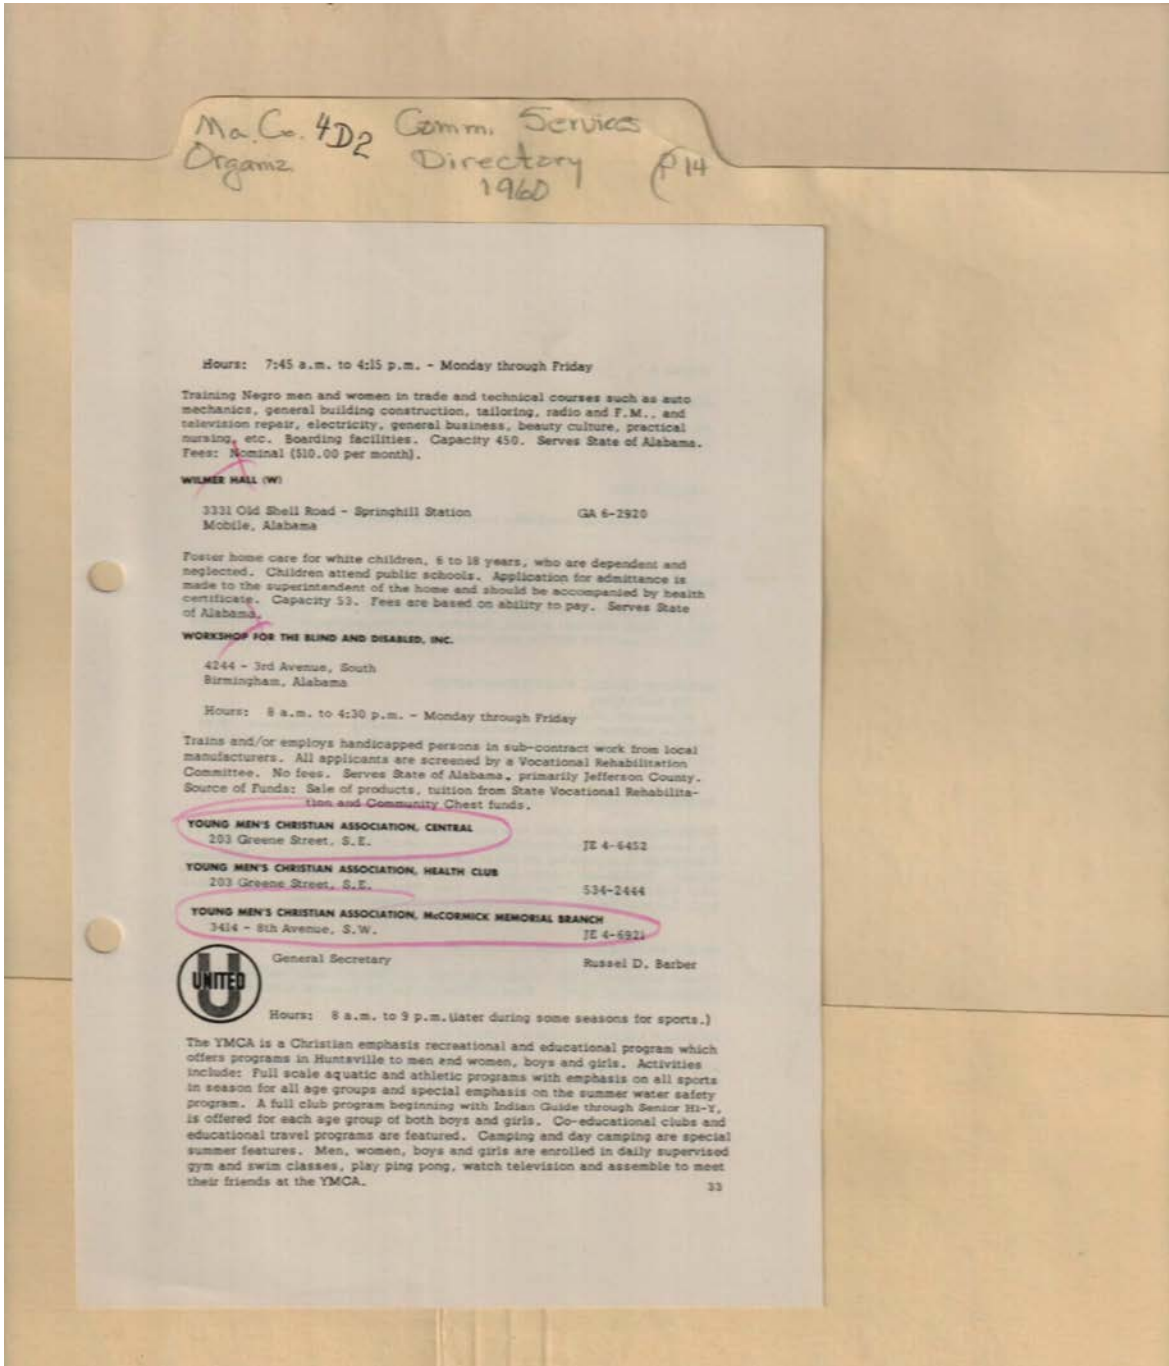 Ma. Co. 4D2 Comm. Services
Organiz Directory (P 14
1960
Hours: 7:45 a.m. to 4:15 p.m. - Monday through Friday
Training Negro men and women in trade and technical courses such as auto
mechanics, general building construction, tailoring, radio and F.M., and
television repair, electricity, general business, beauty culture, practical
nursing, etc. Boarding facilities. Capacity 450. Serves State of Alabama.
Fees: Nominal ($10.00 per month).
WILMER HALL (W)
3331 Old Shell Road - Springhill Station GA 6-2920
Mobile, Alabama
Foster home care for white children, 6 to 18 years, who are dependent and
neglected. Children attend public schools. Application for admittance is
made to the superintendent of the home and should be accompanied by health
certificate. Capacity 53. Fees are based on ability to pay. Serves State
of Alabama.
WORKSHOP FOR THE BLIND AND DISABLED, INC.
4244 - 3rd Avenue, South
Birmingham, Alabama
Hours: 8 a.m. to 4:30 p.m. - Monday through Friday
Trains and/or employs handicapped persons in sub-contract work from local
manufacturers. All applicants are screened by a Vocational Rehabilitation
Committee. No fees. Serves State of Alabama, primarily Jefferson County.
Source of Funds: Sale of products, tuition from State Vocational Rehabilita-
tion and Community Chest funds.
YOUNG MEN'S CHRISTIAN ASSOCIATION, CENTRAL
203 Greene Street, S.E. JE 4-6452
YOUNG MEN'S CHRISTIAN ASSOCIATION, HEALTH CLUB
203 Greene Street, S.E. 534-2444
YOUNG MEN'S CHRISTIAN ASSOCIATION, McCORMICK MEMORIAL BRANCH
3414 - 8th Avenue, S.W. JE 4-6921
General Secretary Russel D. Barber
UNITED
Hours: 8 a.m. to 9 p.m.(later during some seasons for sports.)
The YMCA is a Christian emphasis recreational and educational program which
offers programs in Huntsville to men and women, boys and girls. Activities
include: Full scale aquatic and athletic programs with emphasis on all sports
in season for all age groups and special emphasis on the summer water safety
program. A full club program beginning with Indian Guide through Senior Hi-Y,
is offered for each age group of both boys and girls. Co-educational clubs and
educational travel programs are featured. Camping and day camping are special
summer features. Men, women, boys and girls are enrolled in daily supervised
gym and swim classes, play ping pong, watch television and assemble to meet
their friends at the YMCA.
33